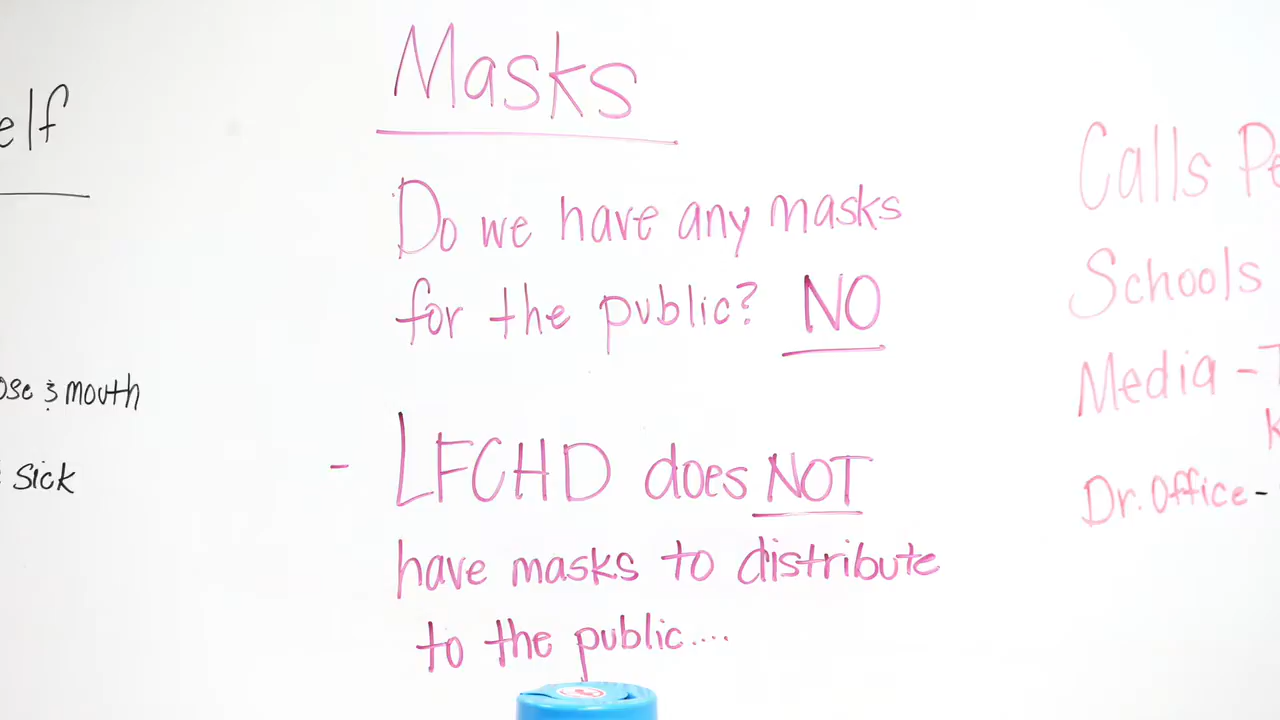 elf
ose & mouth
sick
Masks
Do we have any masks
for the public? NO
- LFCHD does NOT
have masks to distribute
to the public....
Calls
Schools
Media -
Dr. Office -